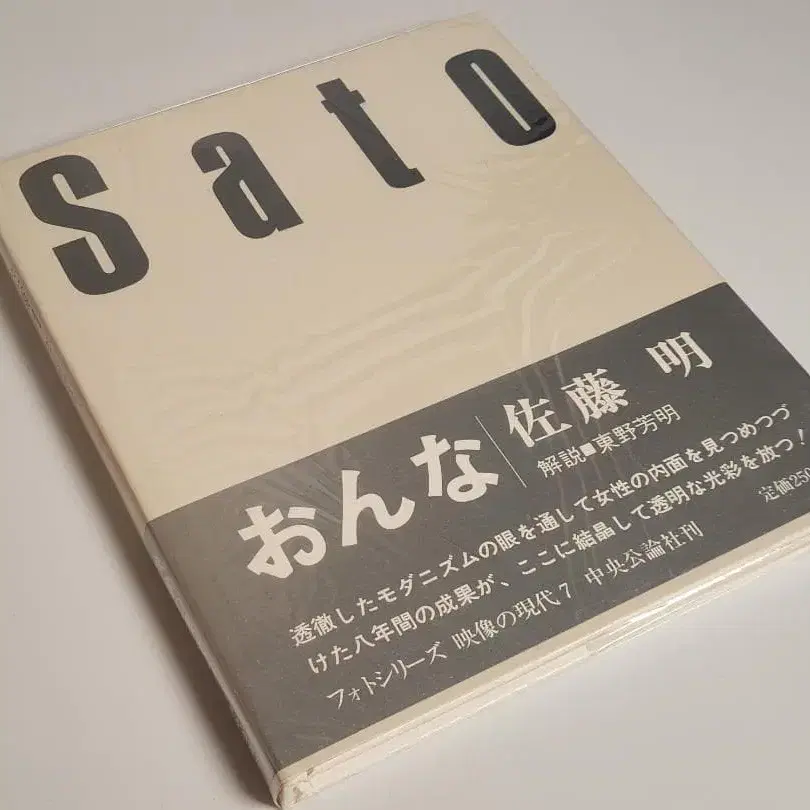 Sato
おんな
佐藤 明
解説■東野芳明
透徹したモダニズムの眼を通して女性の内面を見つめつづ
けた八年間の成果が、ここに結晶して透明な光彩を放つ！
フォトシリーズ 映像の現代7 中央公論社刊
定価25